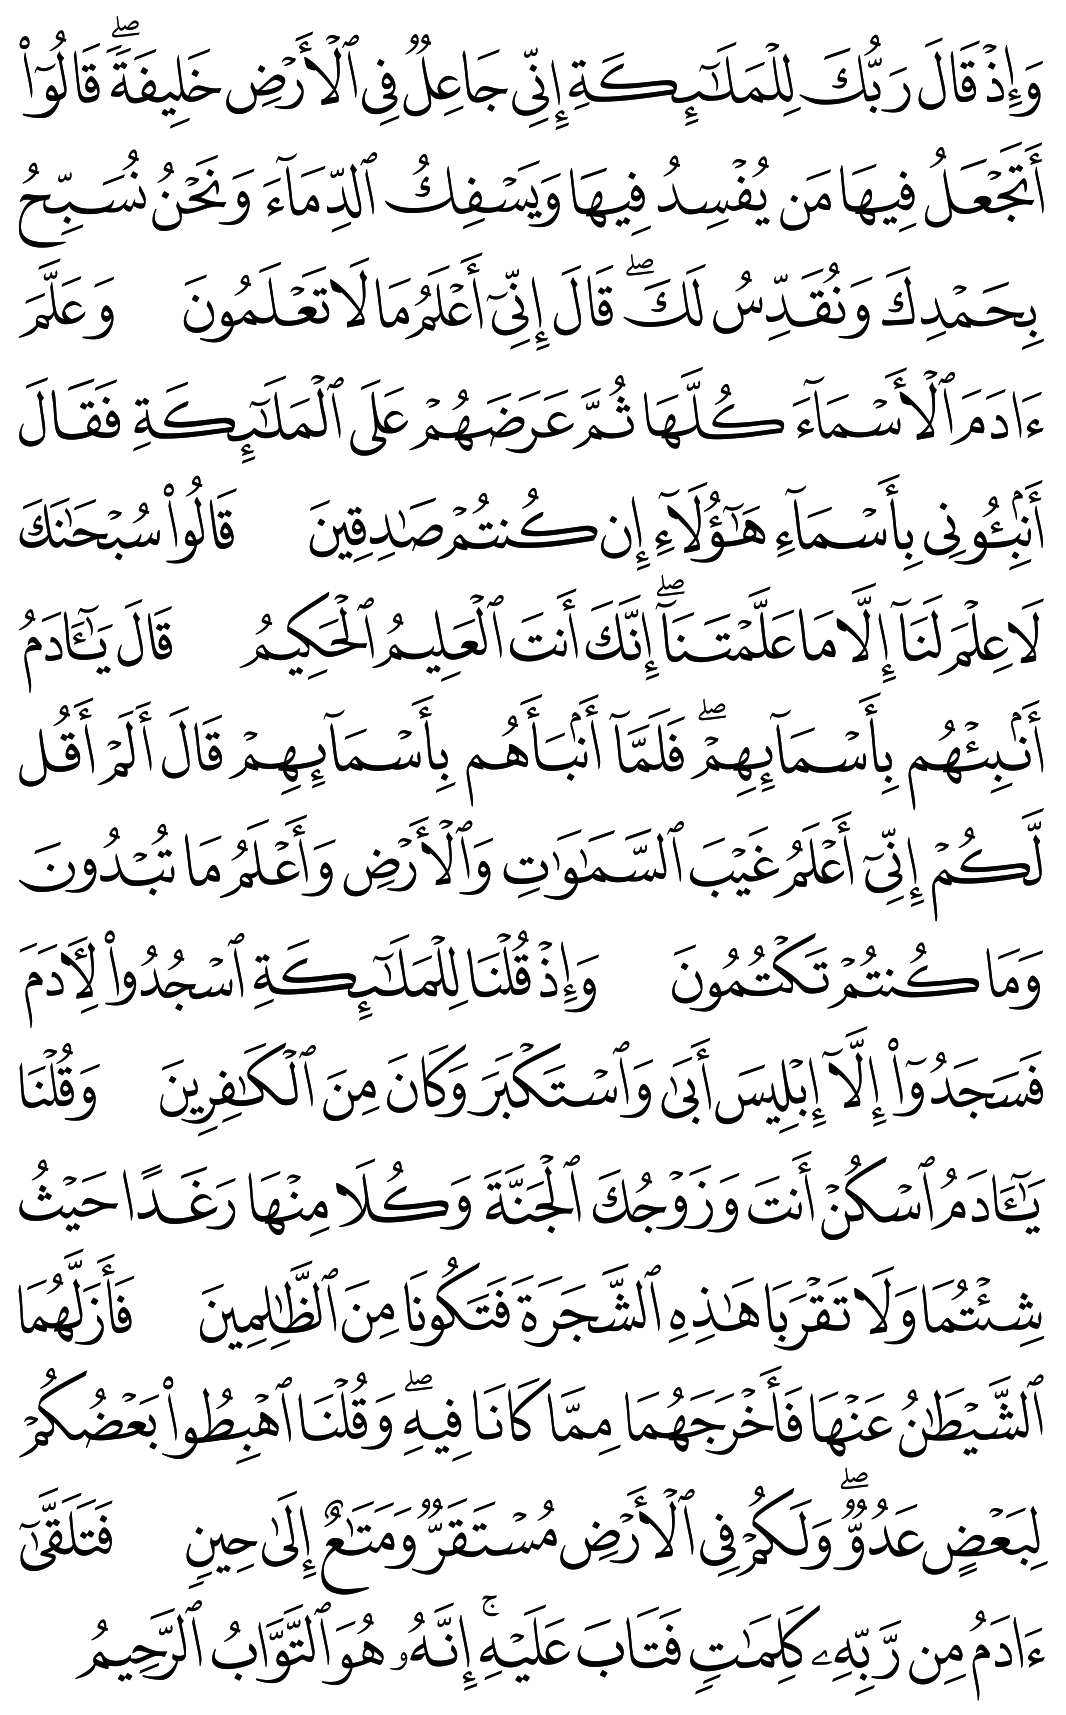 وَإِذْ قَالَ رَبُّكَ لِلْمَلَـٰٓئِكَةِ إِنِّى جَاعِلٌ فِى ٱلْأَرْضِ خَلِيفَةً ۖ قَالُوٓا۟
أَتَجْعَلُ فِيهَا مَن يُفْسِدُ فِيهَا وَيَسْفِكُ ٱلدِّمَآءَ وَنَحْنُ نُسَبِّحُ
بِحَمْدِكَ وَنُقَدِّسُ لَكَ ۖ قَالَ إِنِّىٓ أَعْلَمُ مَا لَا تَعْلَمُونَ وَعَلَّمَ
ءَادَمَ ٱلْأَسْمَآءَ كُلَّهَا ثُمَّ عَرَضَهُمْ عَلَى ٱلْمَلَـٰٓئِكَةِ فَقَالَ
أَنۢبِـُٔونِى بِأَسْمَآءِ هَـٰٓؤُلَآءِ إِن كُنتُمْ صَـٰدِقِينَ قَالُوا۟ سُبْحَـٰنَكَ
لَا عِلْمَ لَنَآ إِلَّا مَا عَلَّمْتَنَآ ۖ إِنَّكَ أَنتَ ٱلْعَلِيمُ ٱلْحَكِيمُ قَالَ يَـٰٓـَٔادَمُ
أَنۢبِئْهُم بِأَسْمَآئِهِمْ ۖ فَلَمَّآ أَنۢبَأَهُم بِأَسْمَآئِهِمْ قَالَ أَلَمْ أَقُل
لَّكُمْ إِنِّىٓ أَعْلَمُ غَيْبَ ٱلسَّمَـٰوَٰتِ وَٱلْأَرْضِ وَأَعْلَمُ مَا تُبْدُونَ
وَمَا كُنتُمْ تَكْتُمُونَ وَإِذْ قُلْنَا لِلْمَلَـٰٓئِكَةِ ٱسْجُدُوا۟ لِـَٔادَمَ
فَسَجَدُوٓا۟ إِلَّآ إِبْلِيسَ أَبَىٰ وَٱسْتَكْبَرَ وَكَانَ مِنَ ٱلْكَـٰفِرِينَ وَقُلْنَا
يَـٰٓـَٔادَمُ ٱسْكُنْ أَنتَ وَزَوْجُكَ ٱلْجَنَّةَ وَكُلَا مِنْهَا رَغَدًا حَيْثُ
شِئْتُمَا وَلَا تَقْرَبَا هَـٰذِهِ ٱلشَّجَرَةَ فَتَكُونَا مِنَ ٱلظَّـٰلِمِينَ فَأَزَلَّهُمَا
ٱلشَّيْطَـٰنُ عَنْهَا فَأَخْرَجَهُمَا مِمَّا كَانَا فِيهِ ۖ وَقُلْنَا ٱهْبِطُوا۟ بَعْضُكُمْ
لِبَعْضٍ عَدُوٌّ ۖ وَلَكُمْ فِى ٱلْأَرْضِ مُسْتَقَرٌّ وَمَتَـٰعٌ إِلَىٰ حِينٍ فَتَلَقَّىٰٓ
ءَادَمُ مِن رَّبِّهِۦ كَلِمَـٰتٍ فَتَابَ عَلَيْهِ ۚ إِنَّهُۥ هُوَ ٱلتَّوَّابُ ٱلرَّحِيمُ